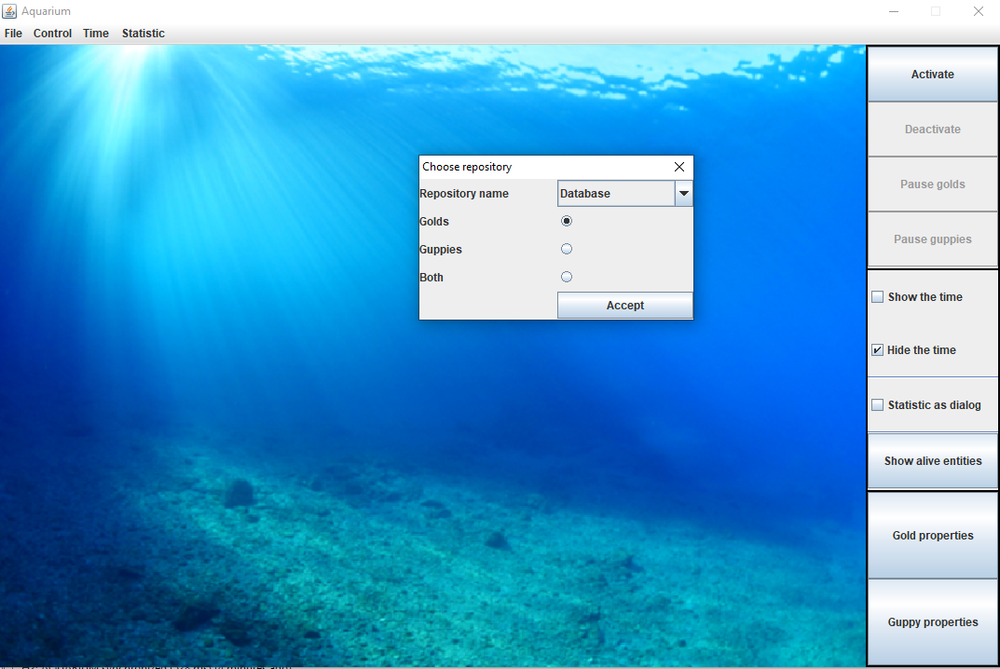 Aquarium
File Control Time Statistic
Activate
Deactivate
Pause golds
Pause guppies
Show the time
Hide the time
Statistic as dialog
Show alive entities
Gold properties
Guppy properties
Choose repository
Repository name Database
Golds
Guppies
Both
Accept